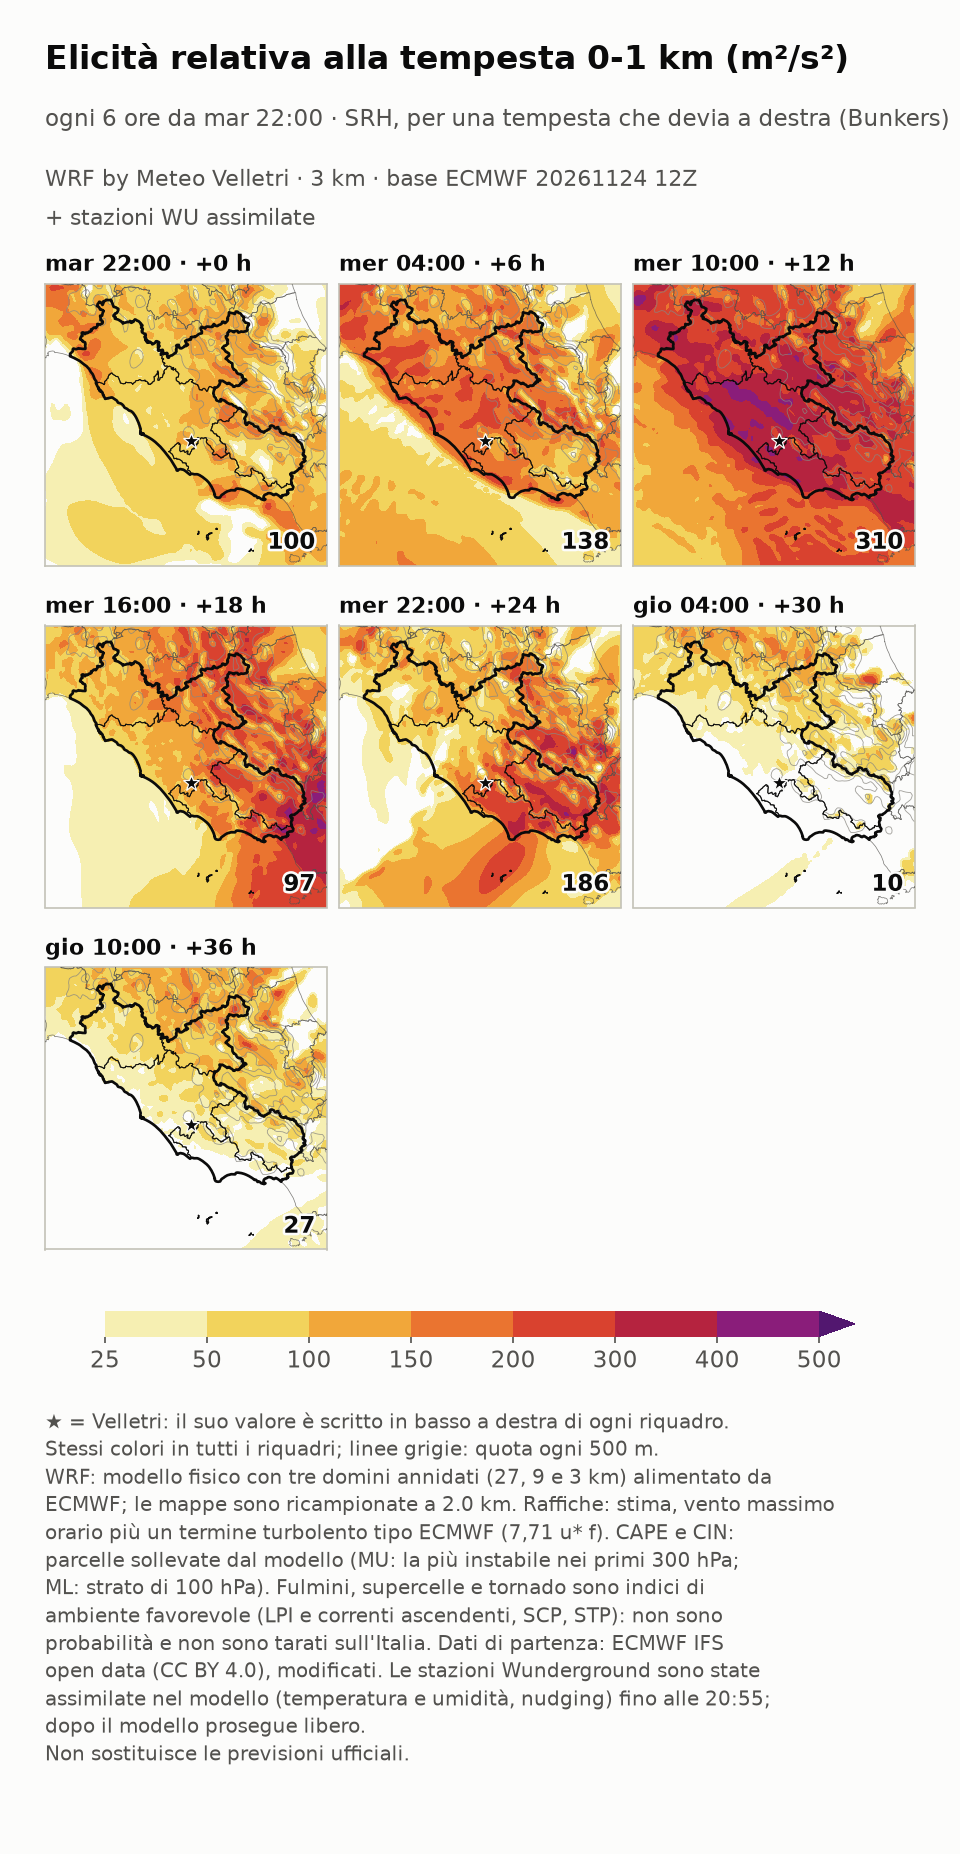 Elicità relativa alla tempesta 0-1 km (m²/s²)
ogni 6 ore da mar 22:00 · SRH, per una tempesta che devia a destra (Bunkers)
WRF by Meteo Velletri · 3 km · base ECMWF 20261124 12Z
+ stazioni WU assimilate
mar 22:00 · +0 h
mer 04:00 · +6 h
mer 10:00 · +12 h
100
138
310
mer 16:00 · +18 h
mer 22:00 · +24 h
gio 04:00 · +30 h
97
186
10
gio 10:00 · +36 h
27
25 50 100 150 200 300 400 500
★ = Velletri: il suo valore è scritto in basso a destra di ogni riquadro.
Stessi colori in tutti i riquadri; linee grigie: quota ogni 500 m.
WRF: modello fisico con tre domini annidati (27, 9 e 3 km) alimentato da
ECMWF; le mappe sono ricampionate a 2.0 km. Raffiche: stima, vento massimo
orario più un termine turbolento tipo ECMWF (7,71 u* f). CAPE e CIN:
parcelle sollevate dal modello (MU: la più instabile nei primi 300 hPa;
ML: strato di 100 hPa). Fulmini, supercelle e tornado sono indici di
ambiente favorevole (LPI e correnti ascendenti, SCP, STP): non sono
probabilità e non sono tarati sull'Italia. Dati di partenza: ECMWF IFS
open data (CC BY 4.0), modificati. Le stazioni Wunderground sono state
assimilate nel modello (temperatura e umidità, nudging) fino alle 20:55;
dopo il modello prosegue libero.
Non sostituisce le previsioni ufficiali.